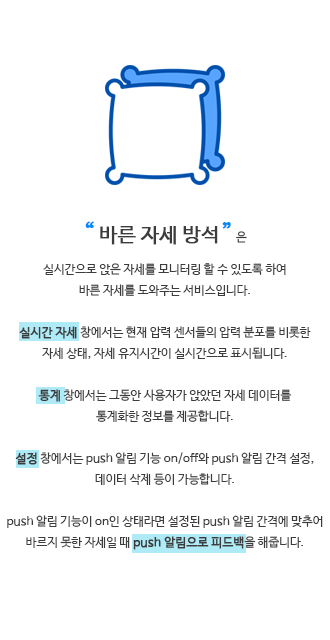 “ 바른 자세 방석 ” 은
실시간으로 앉은 자세를 모니터링 할 수 있도록 하여
바른 자세를 도와주는 서비스입니다.
실시간 자세 창에서는 현재 압력 센서들의 압력 분포를 비롯한
자세 상태, 자세 유지시간이 실시간으로 표시됩니다.
통계 창에서는 그동안 사용자가 앉았던 자세 데이터를
통계화한 정보를 제공합니다.
설정 창에서는 push 알림 기능 on/off와 push 알림 간격 설정,
데이터 삭제 등이 가능합니다.
push 알림 기능이 on인 상태라면 설정된 push 알림 간격에 맞추어
바르지 못한 자세일 때 push 알림으로 피드백을 해줍니다.